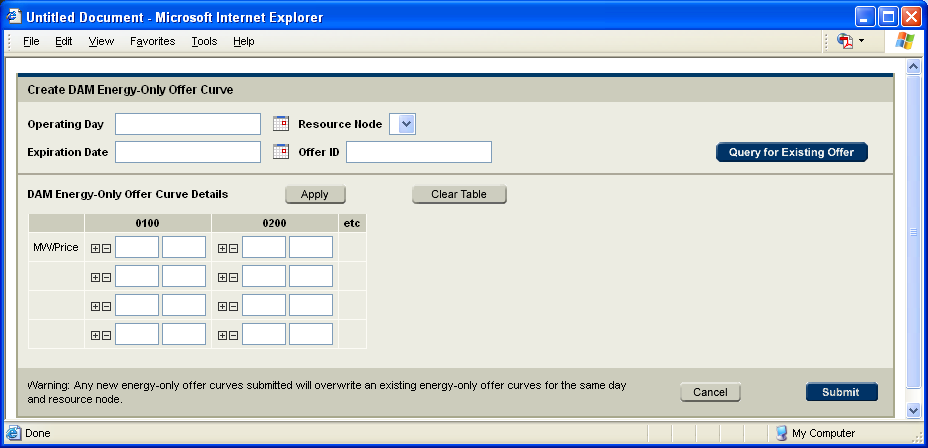 Untitled Document - Microsoft Internet Explorer
File Edit View Favorites Tools Help
Create DAM Energy-Only Offer Curve
Operating Day Resource Node
Expiration Date Offer ID Query for Existing Offer
DAM Energy-Only Offer Curve Details Apply Clear Table
0100 0200 etc
MW/Price
Warning: Any new energy-only offer curves submitted will overwrite an existing energy-only offer curves for the same day
and resource node. Cancel Submit
Done My Computer